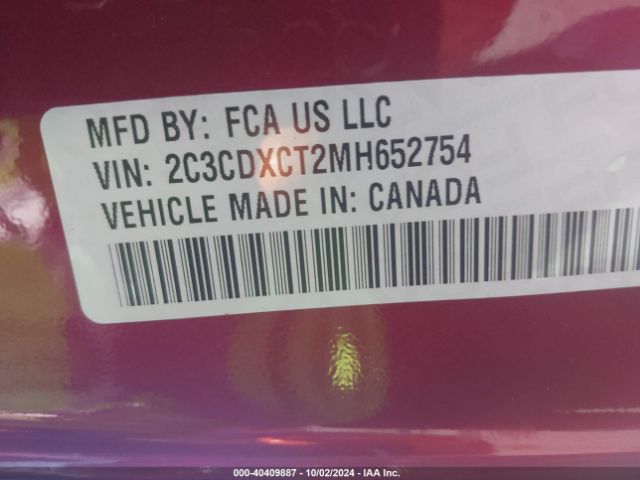 MFD BY: FCA US LLC
VIN: 2C3CDXCT2MH652754
VEHICLE MADE IN: CANADA
000-40409887 - 10/02/2024 - IAA Inc.